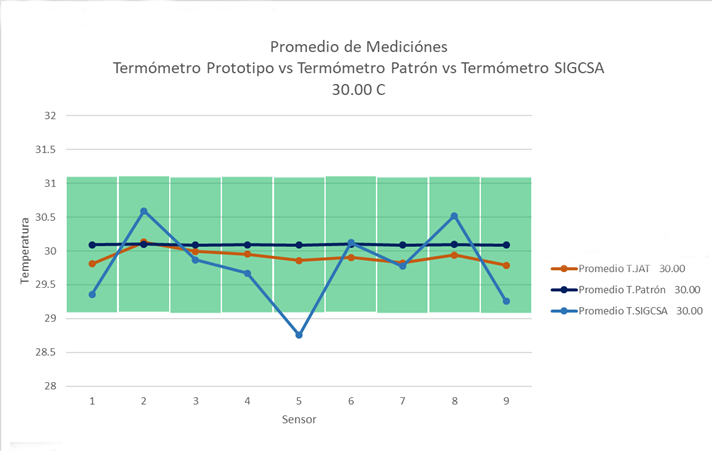 Promedio de Mediciónes
Termómetro Prototipo vs Termómetro Patrón vs Termómetro SIGCSA
30.00 C
32
31.5
31
30.5
30
29.5
29
28.5
28
Temperatura
1 2 3 4 5 6 7 8 9
Sensor
Promedio T.JAT 30.00
Promedio T.Patrón 30.00
Promedio T.SIGCSA 30.00